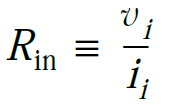 R_in ≡ v_i / i_i